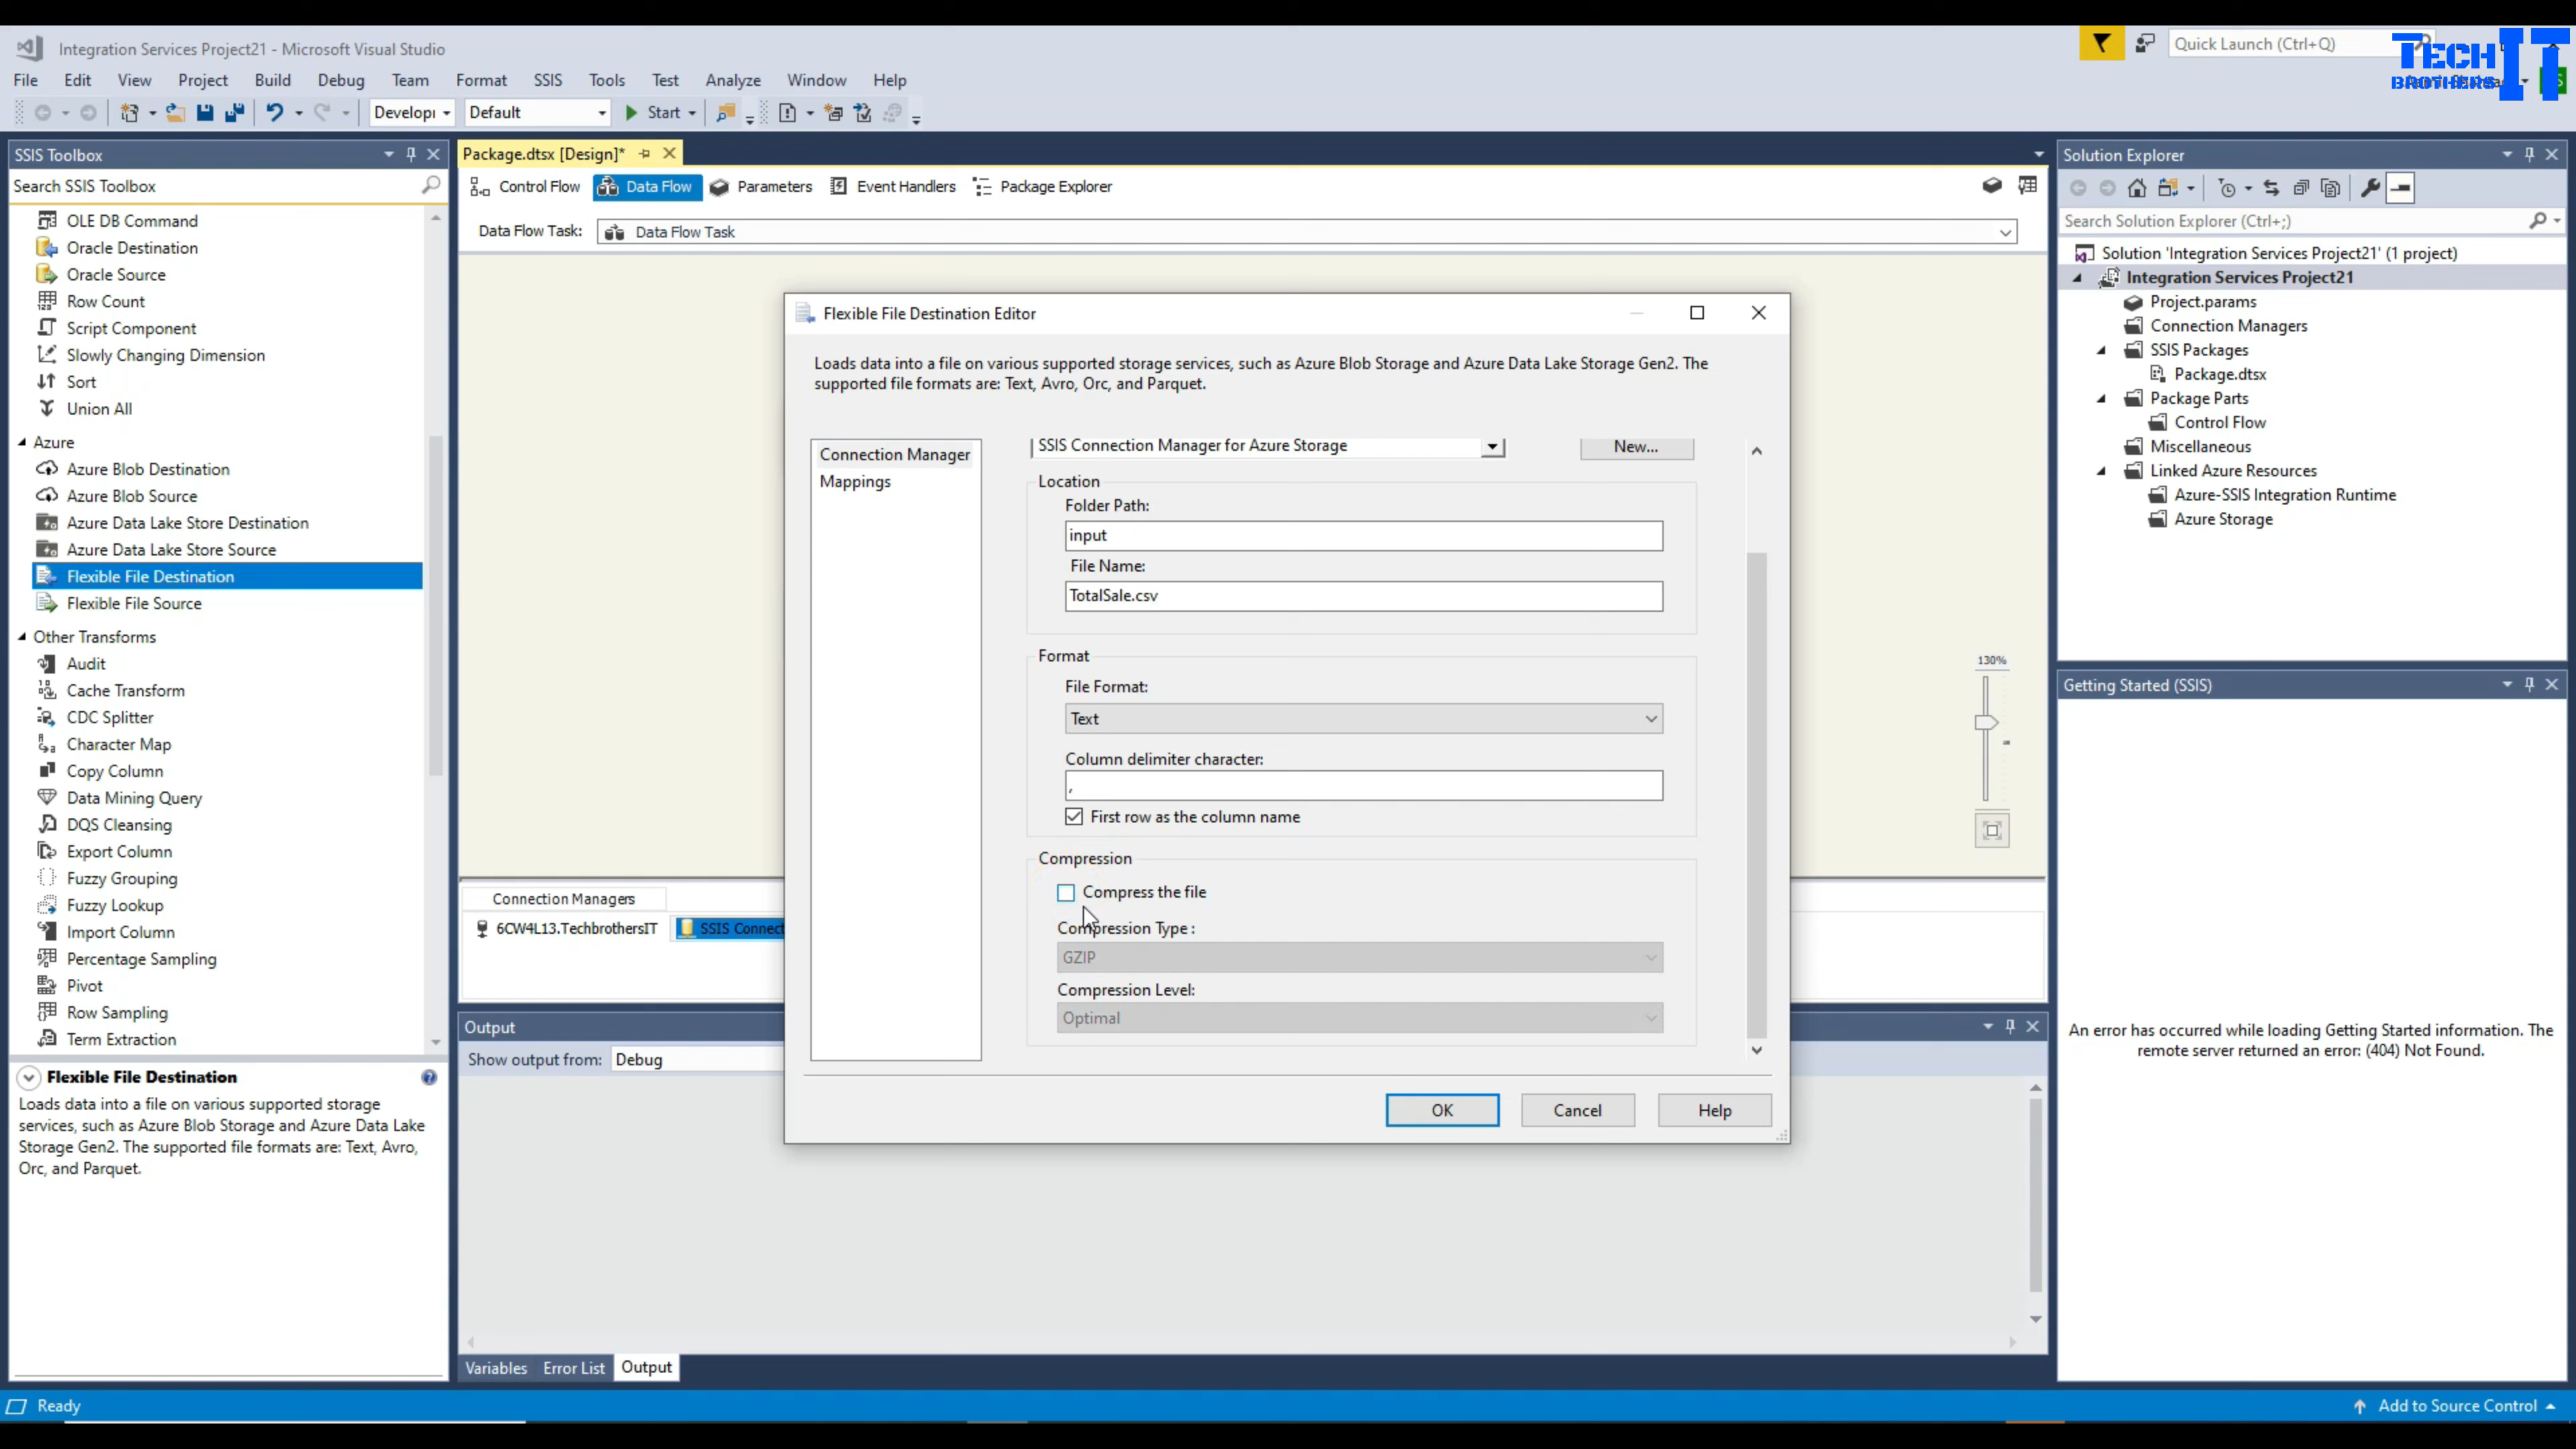 Integration Services Project21 - Microsoft Visual Studio
Quick Launch (Ctrl+Q)
TECH IT
BROTHERS
File Edit View Project Build Debug Team Format SSIS Tools Test Analyze Window Help
Developı Default Start
SSIS Toolbox
Search SSIS Toolbox
OLE DB Command
Oracle Destination
Oracle Source
Row Count
Script Component
Slowly Changing Dimension
Sort
Union All
Azure
Azure Blob Destination
Azure Blob Source
Azure Data Lake Store Destination
Azure Data Lake Store Source
Flexible File Destination
Flexible File Source
Other Transforms
Audit
Cache Transform
CDC Splitter
Character Map
Copy Column
Data Mining Query
DQS Cleansing
Export Column
Fuzzy Grouping
Fuzzy Lookup
Import Column
Percentage Sampling
Pivot
Row Sampling
Term Extraction
Flexible File Destination
Loads data into a file on various supported storage
services, such as Azure Blob Storage and Azure Data Lake
Storage Gen2. The supported file formats are: Text, Avro,
Orc, and Parquet.
Package.dtsx [Design]*
Control Flow Data Flow Parameters Event Handlers Package Explorer
Data Flow Task: Data Flow Task
Flexible File Destination Editor
Loads data into a file on various supported storage services, such as Azure Blob Storage and Azure Data Lake Storage Gen2. The
supported file formats are: Text, Avro, Orc, and Parquet.
Connection Manager
Mappings
SSIS Connection Manager for Azure Storage
New...
Location
Folder Path:
input
File Name:
TotalSale.csv
Format
File Format:
Text
Column delimiter character:
,
First row as the column name
Compression
Compress the file
Compression Type :
GZIP
Compression Level:
Optimal
OK Cancel Help
130%
Connection Managers
6CW4L13.TechbrothersIT SSIS Connect
Output
Show output from: Debug
Variables Error List Output
Solution Explorer
Search Solution Explorer (Ctrl+;)
Solution 'Integration Services Project21' (1 project)
Integration Services Project21
Project.params
Connection Managers
SSIS Packages
Package.dtsx
Package Parts
Control Flow
Miscellaneous
Linked Azure Resources
Azure-SSIS Integration Runtime
Azure Storage
Getting Started (SSIS)
An error has occurred while loading Getting Started information. The
remote server returned an error: (404) Not Found.
Ready
Add to Source Control